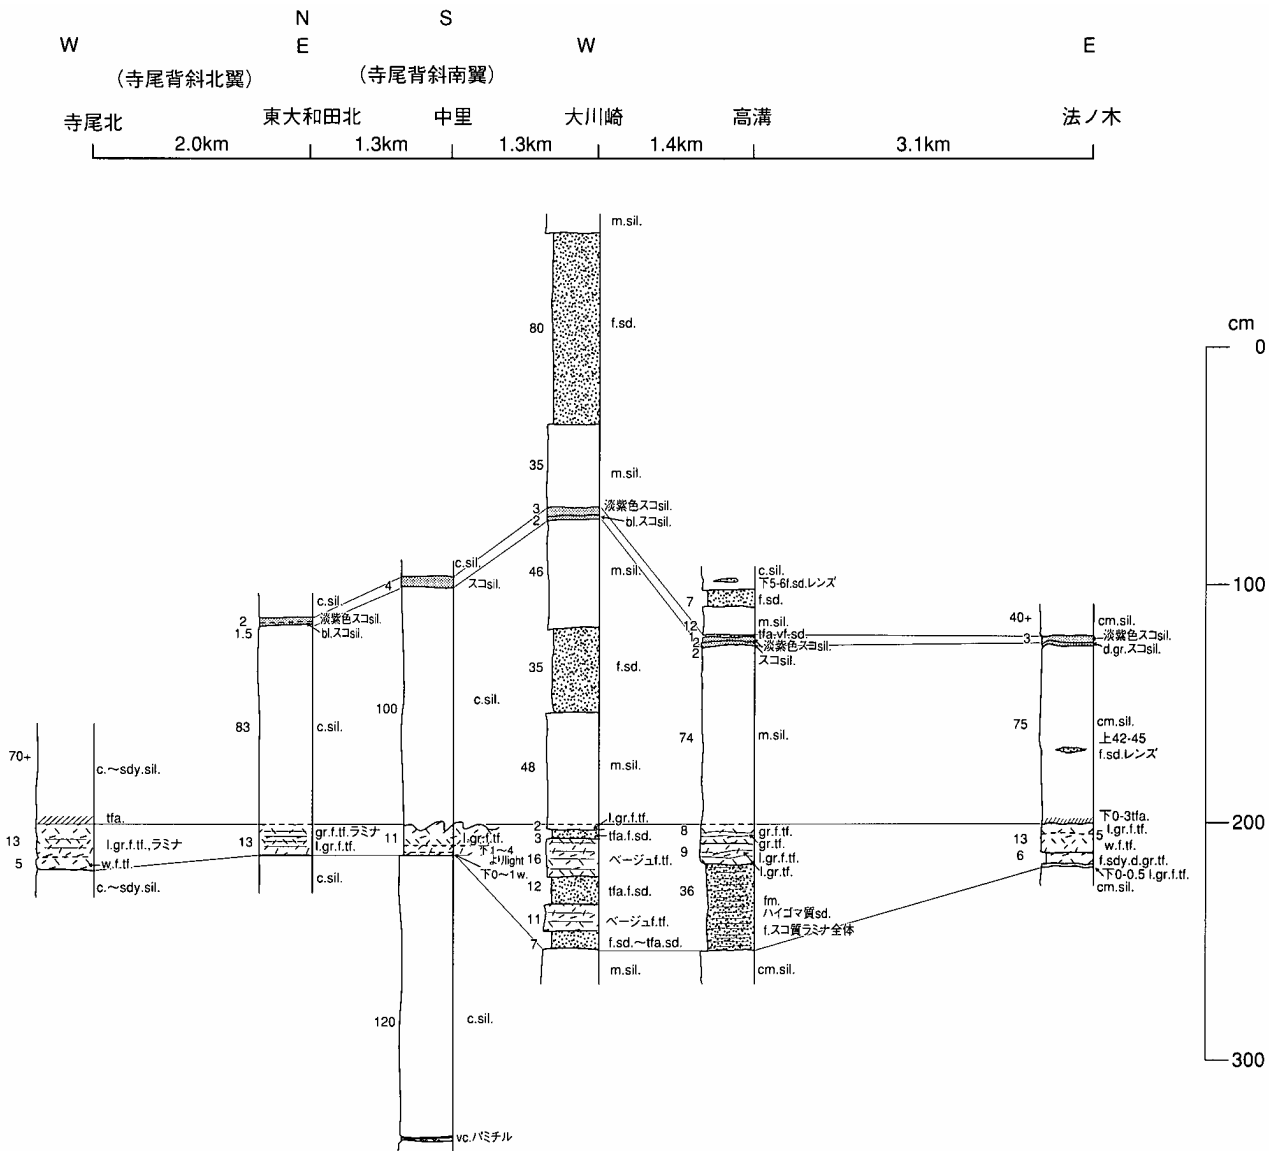 N
S
W
E
W
E
(寺尾背斜北翼)
(寺尾背斜南翼)
寺尾北
東大和田北
中里
大川崎
高溝
法ノ木
2.0km
1.3km
1.3km
1.4km
3.1km
cm
0
100
200
300
70+
c.〜sdy.sil.
tfa.
13
l.gr.f.tf.,ラミナ
5
w.f.tf.
c.〜sdy.sil.
c.sil.
2
淡紫色スコsil.
1.5
bl.スコsil.
83
c.sil.
gr.f.tf.ラミナ
13
l.gr.f.tf.
c.sil.
c.sil.
4
スコsil.
100
c.sil.
11
l.gr.f.tf.
下1〜4
よりlight
下0〜1w.
120
c.sil.
vc.パミチル
m.sil.
80
f.sd.
35
m.sil.
3
淡紫色スコsil.
2
bl.スコsil.
46
m.sil.
35
f.sd.
48
m.sil.
l.gr.f.tf.
2
tfa.f.sd.
3
16
ベージュf.tf.
12
tfa.f.sd.
11
ベージュf.tf.
7
f.sd.〜tfa.sd.
m.sil.
c.sil.
下5-6f.sd.レンズ
7
f.sd.
m.sil.
12
tfa.vf-sd
1
淡紫色スコsil.
2
2
スコsil.
74
m.sil.
8
gr.f.tf.
gr.tf.
9
l.gr.f.tf.
l.gr.tf.
36
fm.
ハイゴマ質sd.
f.スコ質ラミナ全体
cm.sil.
40+
cm.sil.
3
淡紫色スコsil.
d.gr.スコsil.
75
cm.sil.
上42-45
f.sd.レンズ
下0-3tfa.
5
l.gr.f.tf.
13
w.f.tf.
6
f.sdy.d.gr.tf.
下0-0.5 l.gr.f.tf.
cm.sil.